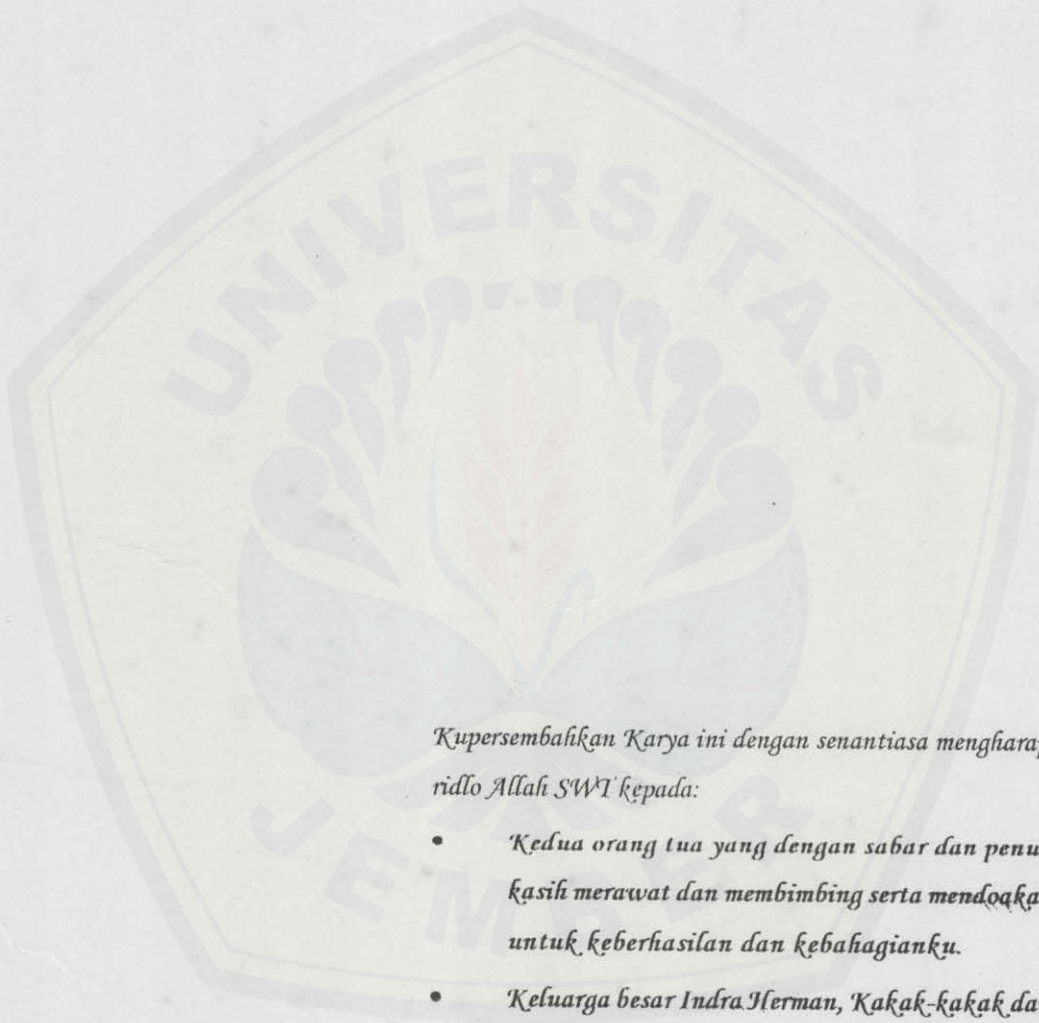 UNIVERSITAS
Kupersembahkan Karya ini dengan senantiasa
ridlo Allah SWT kepada:
• Kedua orang tua yang dengan sabar dan
kasih merawat dan membimbing serta
untuk keberhasilan dan kebahagianku.
• Keluarga besar Indra Herman, Kakak-kakak
JEMBER